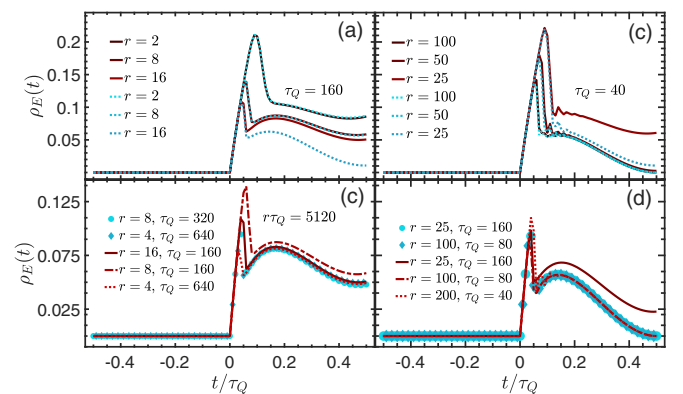 (a)
ρ_E(t)
0.2
0.15
0.1
0.05
r = 2
r = 8
r = 16
r = 2
r = 8
r = 16
τ_Q = 160
(c)
r = 100
r = 50
r = 25
r = 100
r = 50
r = 25
τ_Q = 40
(c)
ρ_E(t)
0.125
0.075
0.025
r = 8, τ_Q = 320
r = 4, τ_Q = 640
r = 16, τ_Q = 160
r = 8, τ_Q = 160
r = 4, τ_Q = 640
rτ_Q = 5120
-0.4 -0.2 0 0.2 0.4
t/τ_Q
(d)
r = 25, τ_Q = 160
r = 100, τ_Q = 80
r = 25, τ_Q = 160
r = 100, τ_Q = 80
r = 200, τ_Q = 40
-0.4 -0.2 0 0.2 0.4
t/τ_Q